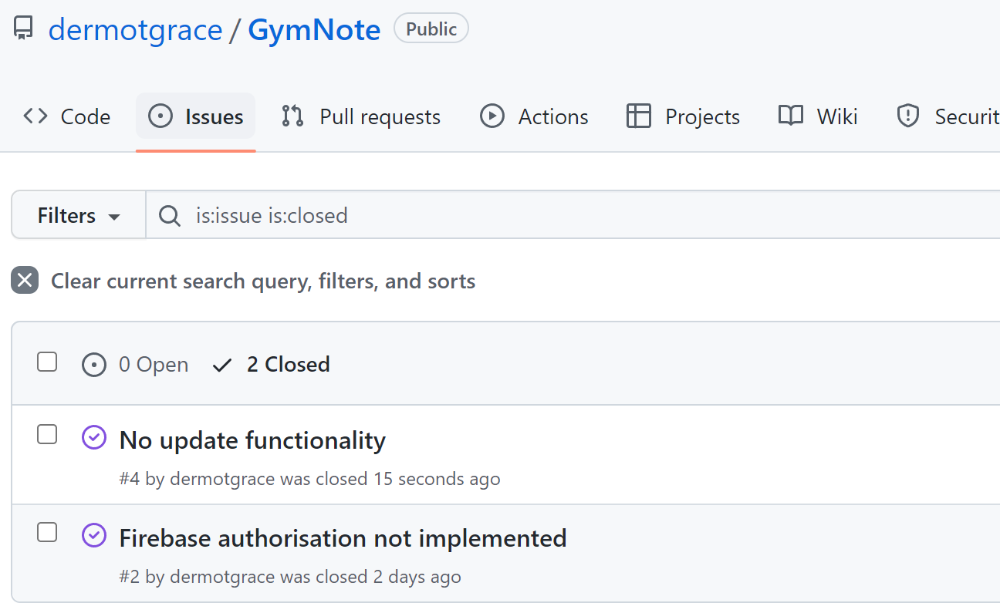 dermotgrace / GymNote Public
Code Issues Pull requests Actions Projects Wiki Securit
Filters is:issue is:closed
Clear current search query, filters, and sorts
0 Open 2 Closed
No update functionality
#4 by dermotgrace was closed 15 seconds ago
Firebase authorisation not implemented
#2 by dermotgrace was closed 2 days ago